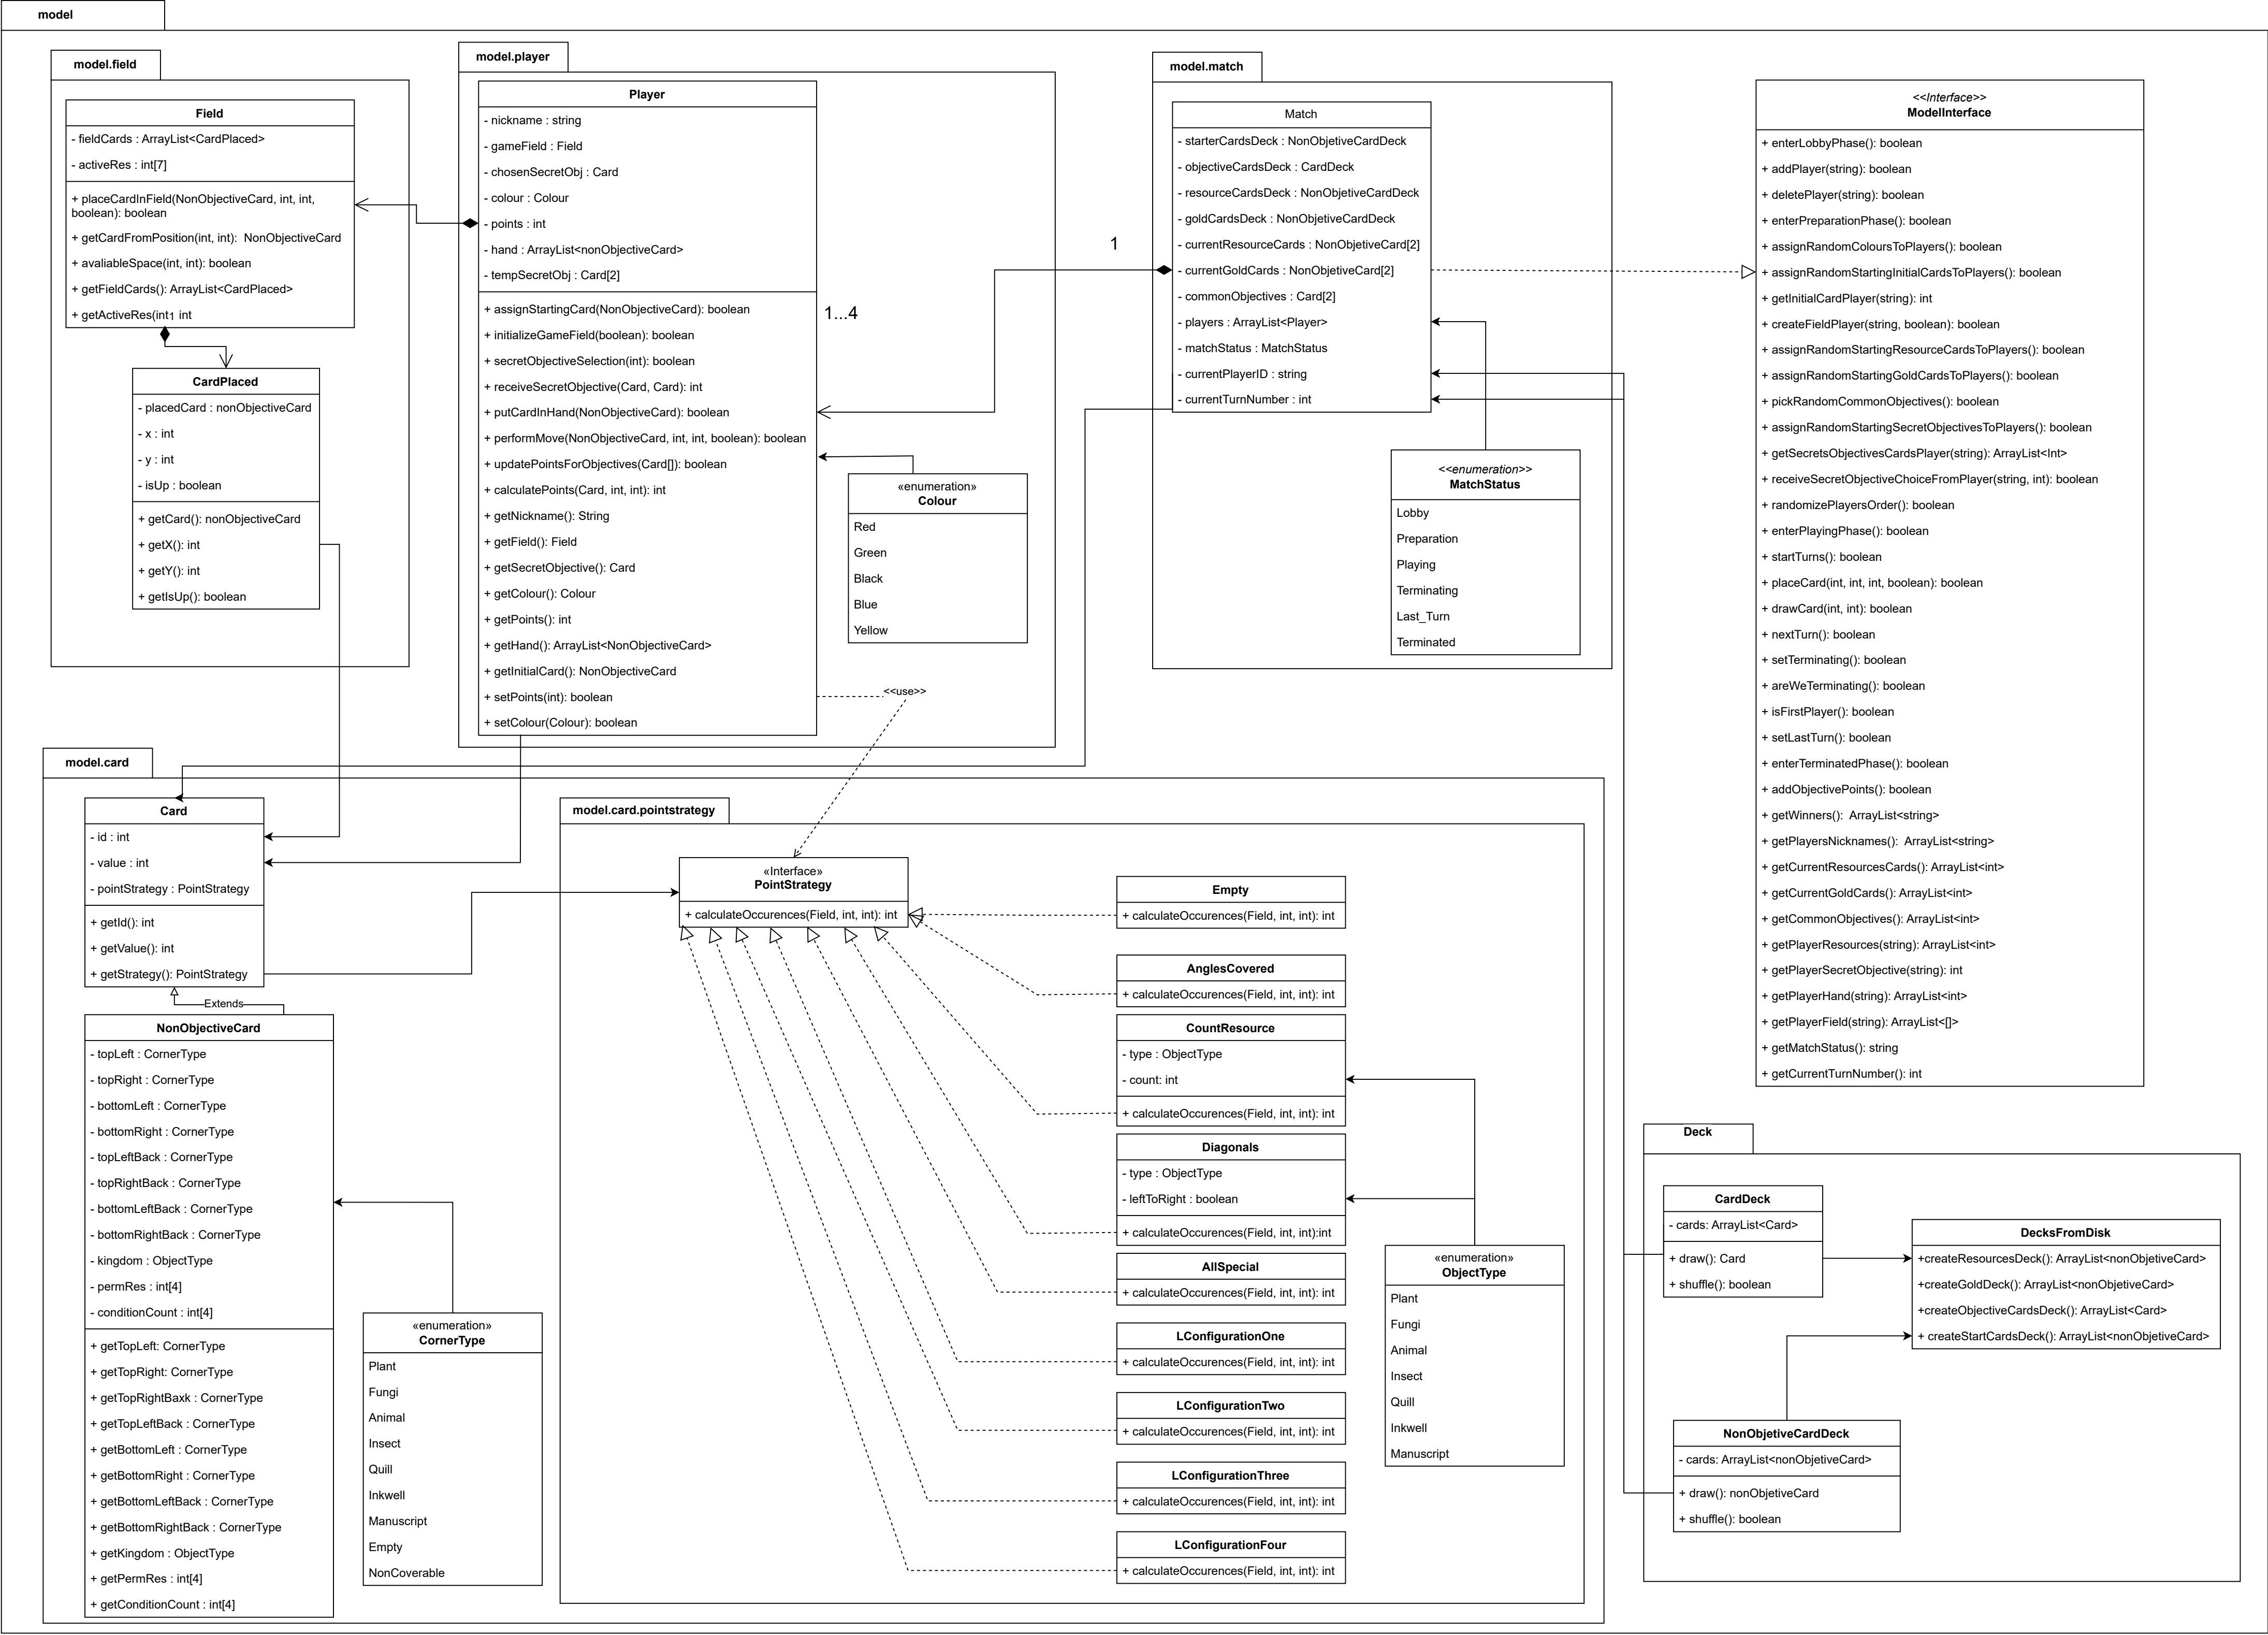 model
model.field
Field
- fieldCards : ArrayList<CardPlaced>
- activeRes : int[7]
+ placeCardInField(NonObjectiveCard, int, int,
boolean): boolean
+ getCardFromPosition(int, int):  NonObjectiveCard
+ avaliableSpace(int, int): boolean
+ getFieldCards(): ArrayList<CardPlaced>
+ getActiveRes(int1 int
CardPlaced
- placedCard : nonObjectiveCard
- x : int
- y : int
- isUp : boolean
+ getCard(): nonObjectiveCard
+ getX(): int
+ getY(): int
+ getIsUp(): boolean
model.player
Player
- nickname : string
- gameField : Field
- chosenSecretObj : Card
- colour : Colour
- points : int
- hand : ArrayList<nonObjectiveCard>
- tempSecretObj : Card[2]
+ assignStartingCard(NonObjectiveCard): boolean
+ initializeGameField(boolean): boolean
+ secretObjectiveSelection(int): boolean
+ receiveSecretObjective(Card, Card): int
+ putCardInHand(NonObjectiveCard): boolean
+ performMove(NonObjectiveCard, int, int, boolean): boolean
+ updatePointsForObjectives(Card[]): boolean
+ calculatePoints(Card, int, int): int
+ getNickname(): String
+ getField(): Field
+ getSecretObjective(): Card
+ getColour(): Colour
+ getPoints(): int
+ getHand(): ArrayList<NonObjectiveCard>
+ getInitialCard(): NonObjectiveCard
+ setPoints(int): boolean
+ setColour(Colour): boolean
1...4
1
«enumeration»
Colour
Red
Green
Black
Blue
Yellow
<<use>>
model.match
Match
- starterCardsDeck : NonObjetiveCardDeck
- objectiveCardsDeck : CardDeck
- resourceCardsDeck : NonObjetiveCardDeck
- goldCardsDeck : NonObjetiveCardDeck
- currentResourceCards : NonObjetiveCard[2]
- currentGoldCards : NonObjetiveCard[2]
- commonObjectives : Card[2]
- players : ArrayList<Player>
- matchStatus : MatchStatus
- currentPlayerID : string
- currentTurnNumber : int
<<enumeration>>
MatchStatus
Lobby
Preparation
Playing
Terminating
Last_Turn
Terminated
<<Interface>>
ModelInterface
+ enterLobbyPhase(): boolean
+ addPlayer(string): boolean
+ deletePlayer(string): boolean
+ enterPreparationPhase(): boolean
+ assignRandomColoursToPlayers(): boolean
+ assignRandomStartingInitialCardsToPlayers(): boolean
+ getInitialCardPlayer(string): int
+ createFieldPlayer(string, boolean): boolean
+ assignRandomStartingResourceCardsToPlayers(): boolean
+ assignRandomStartingGoldCardsToPlayers(): boolean
+ pickRandomCommonObjectives(): boolean
+ assignRandomStartingSecretObjectivesToPlayers(): boolean
+ getSecretsObjectivesCardsPlayer(string): ArrayList<Int>
+ receiveSecretObjectiveChoiceFromPlayer(string, int): boolean
+ randomizePlayersOrder(): boolean
+ enterPlayingPhase(): boolean
+ startTurns(): boolean
+ placeCard(int, int, int, boolean): boolean
+ drawCard(int, int): boolean
+ nextTurn(): boolean
+ setTerminating(): boolean
+ areWeTerminating(): boolean
+ isFirstPlayer(): boolean
+ setLastTurn(): boolean
+ enterTerminatedPhase(): boolean
+ addObjectivePoints(): boolean
+ getWinners():  ArrayList<string>
+ getPlayersNicknames():  ArrayList<string>
+ getCurrentResourcesCards(): ArrayList<int>
+ getCurrentGoldCards(): ArrayList<int>
+ getCommonObjectives(): ArrayList<int>
+ getPlayerResources(string): ArrayList<int>
+ getPlayerSecretObjective(string): int
+ getPlayerHand(string): ArrayList<int>
+ getPlayerField(string): ArrayList<[]>
+ getMatchStatus(): string
+ getCurrentTurnNumber(): int
model.card
Card
- id : int
- value : int
- pointStrategy : PointStrategy
+ getId(): int
+ getValue(): int
+ getStrategy(): PointStrategy
Extends
NonObjectiveCard
- topLeft : CornerType
- topRight : CornerType
- bottomLeft : CornerType
- bottomRight : CornerType
- topLeftBack : CornerType
- topRightBack : CornerType
- bottomLeftBack : CornerType
- bottomRightBack : CornerType
- kingdom : ObjectType
- permRes : int[4]
- conditionCount : int[4]
+ getTopLeft: CornerType
+ getTopRight: CornerType
+ getTopRightBaxk : CornerType
+ getTopLeftBack : CornerType
+ getBottomLeft : CornerType
+ getBottomRight : CornerType
+ getBottomLeftBack : CornerType
+ getBottomRightBack : CornerType
+ getKingdom : ObjectType
+ getPermRes : int[4]
+ getConditionCount : int[4]
«enumeration»
CornerType
Plant
Fungi
Animal
Insect
Quill
Inkwell
Manuscript
Empty
NonCoverable
model.card.pointstrategy
«Interface»
PointStrategy
+ calculateOccurences(Field, int, int): int
Empty
+ calculateOccurences(Field, int, int): int
AnglesCovered
+ calculateOccurences(Field, int, int): int
CountResource
- type : ObjectType
- count: int
+ calculateOccurences(Field, int, int): int
Diagonals
- type : ObjectType
- leftToRight : boolean
+ calculateOccurences(Field, int, int):int
AllSpecial
+ calculateOccurences(Field, int, int): int
LConfigurationOne
+ calculateOccurences(Field, int, int): int
LConfigurationTwo
+ calculateOccurences(Field, int, int): int
LConfigurationThree
+ calculateOccurences(Field, int, int): int
LConfigurationFour
+ calculateOccurences(Field, int, int): int
«enumeration»
ObjectType
Plant
Fungi
Animal
Insect
Quill
Inkwell
Manuscript
Deck
CardDeck
- cards: ArrayList<Card>
+ draw(): Card
+ shuffle(): boolean
DecksFromDisk
+createResourcesDeck(): ArrayList<nonObjetiveCard>
+createGoldDeck(): ArrayList<nonObjetiveCard>
+createObjectiveCardsDeck(): ArrayList<Card>
+ createStartCardsDeck(): ArrayList<nonObjetiveCard>
NonObjetiveCardDeck
- cards: ArrayList<nonObjetiveCard>
+ draw(): nonObjetiveCard
+ shuffle(): boolean